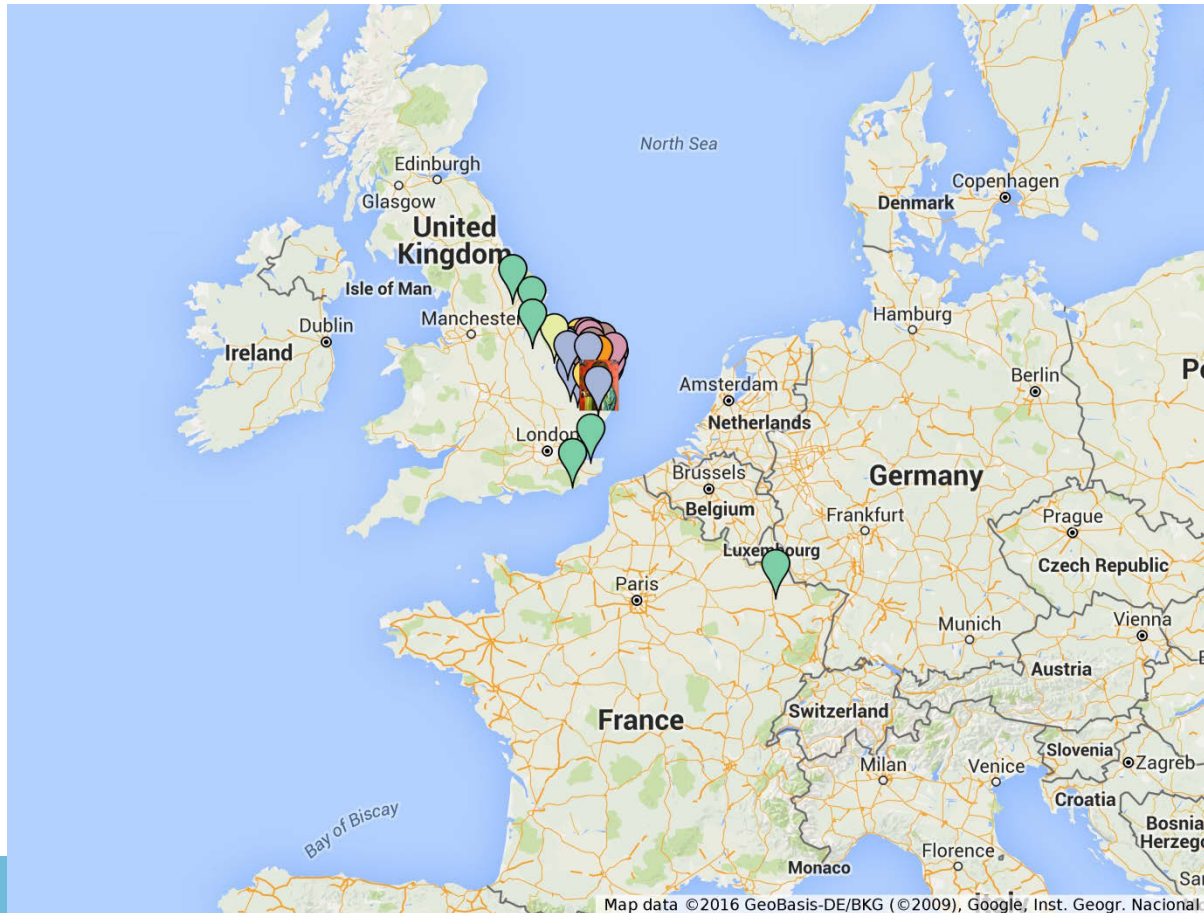 North Sea
Edinburgh
Glasgow
Copenhagen
Denmark
United
Kingdom
Isle of Man
Hamburg
Manchester
Dublin
Ireland
Berlin
Amsterdam
Netherlands
London
Brussels
Belgium
Germany
Frankfurt
Prague
Luxembourg
Czech Republic
Paris
Munich
Vienna
Austria
France
Switzerland
Slovenia
Milan
Venice
Zagreb
Croatia
Bay of Biscay
Bosnia
Herzeg
Florence
Monaco
Map data ©2016 GeoBasis-DE/BKG (©2009), Google, Inst. Geogr. Nacional